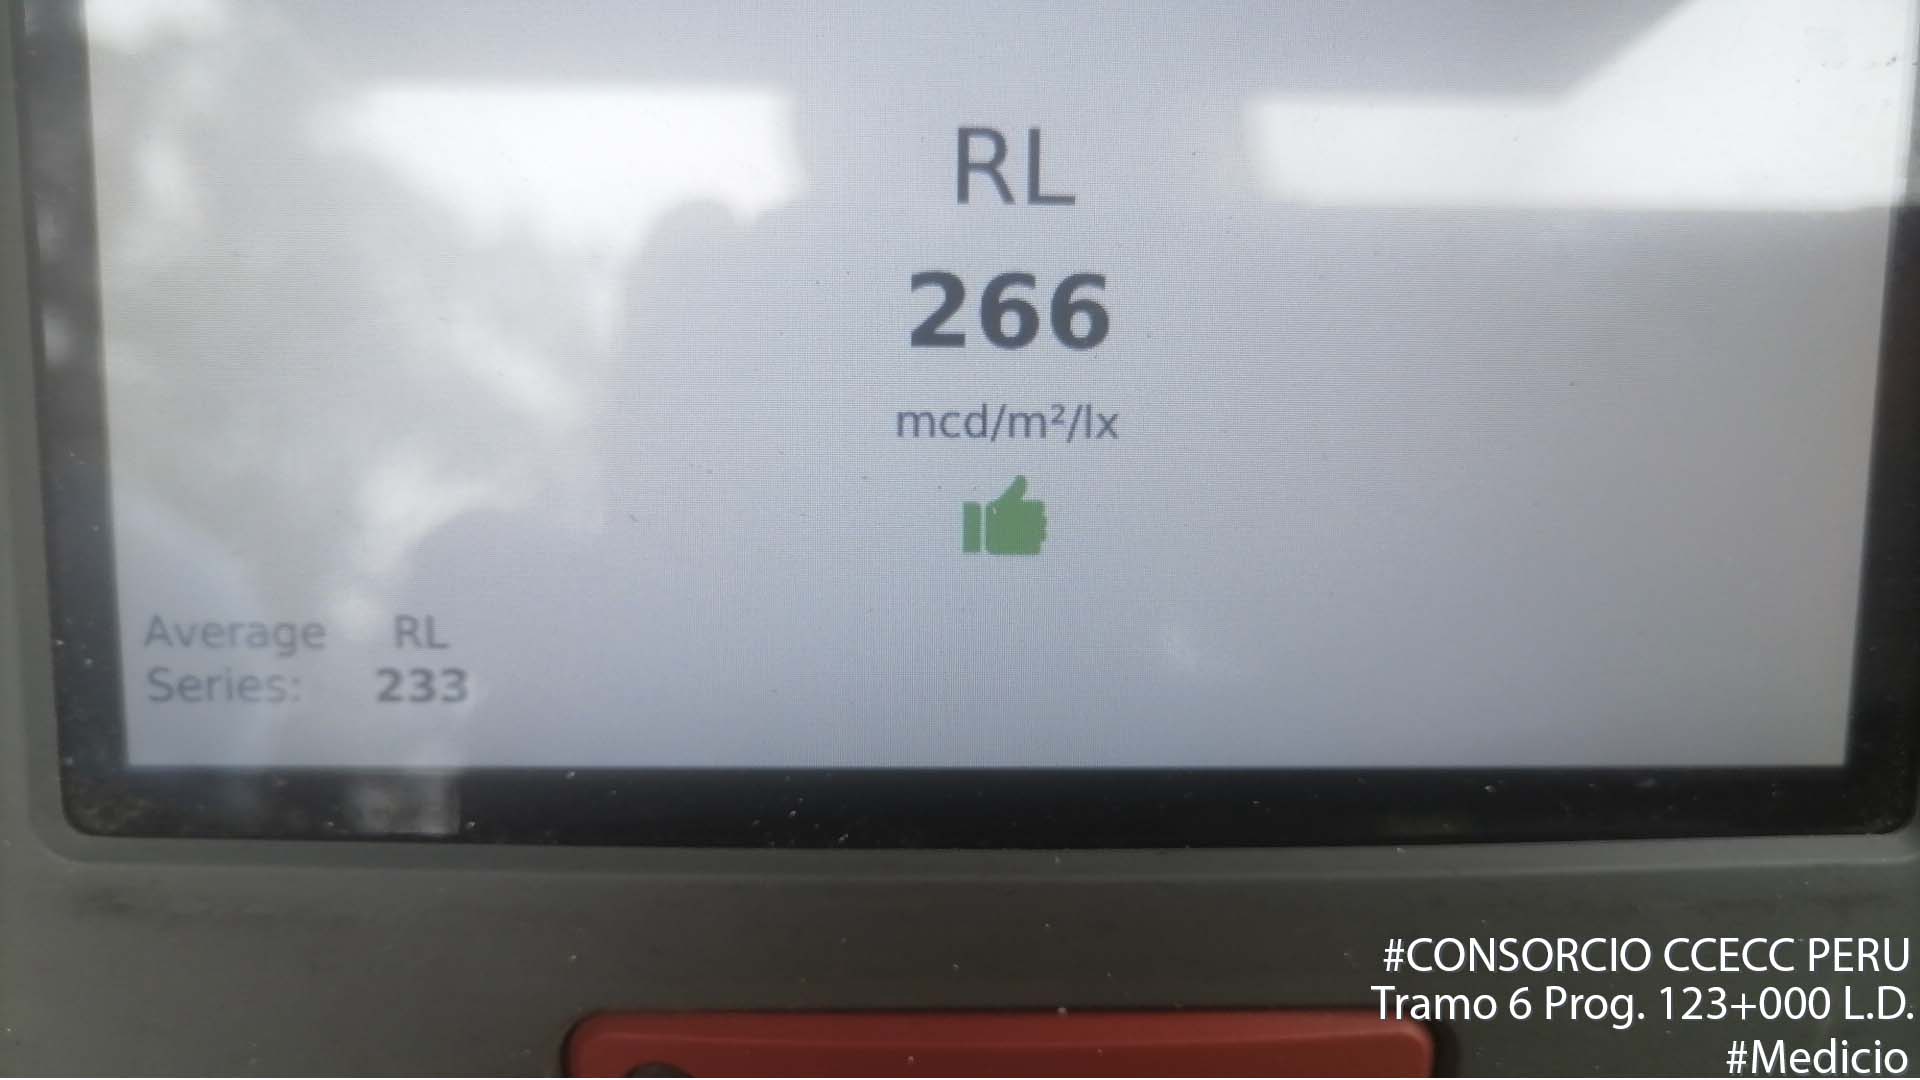 RL
266
mcd/m²/lx
Average RL
Series: 233
#CONSORCIO CCECC PERU
Tramo 6 Prog. 123+000 L.D.
#Medicio